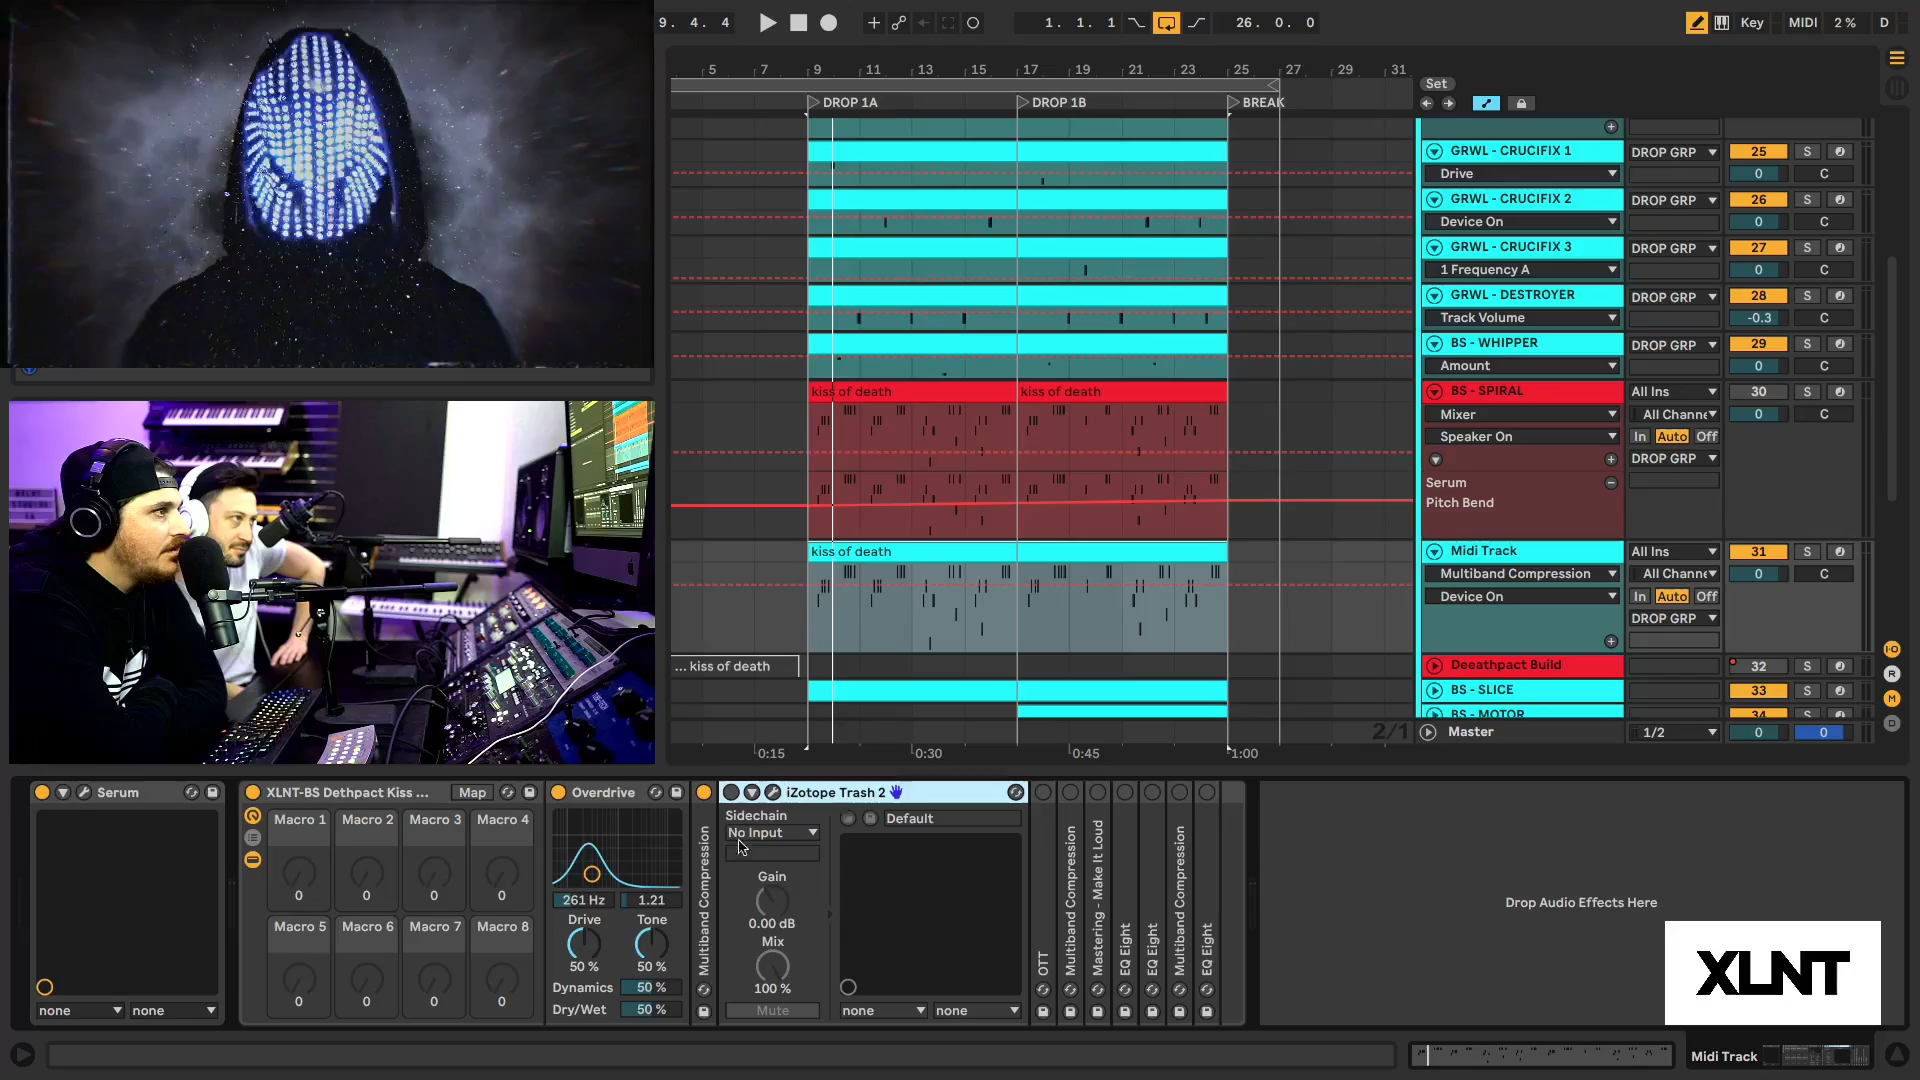 9. 4. 4
1. 1. 1
26. 0. 0
Key
MIDI
2 %
D
5 7 9 11 13 15 17 19 21 23 25 27 29 31
Set
DROP 1A
DROP 1B
BREAK
GRWL - CRUCIFIX 1
DROP GRP
25
S
Drive
0
C
GRWL - CRUCIFIX 2
DROP GRP
26
S
Device On
0
C
GRWL - CRUCIFIX 3
DROP GRP
27
S
1 Frequency A
0
C
GRWL - DESTROYER
DROP GRP
28
S
Track Volume
-0.3
C
BS - WHIPPER
DROP GRP
29
S
Amount
0
C
kiss of death
kiss of death
BS - SPIRAL
All Ins
30
S
Mixer
All Channe
0
C
Speaker On
In Auto Off
DROP GRP
Serum
Pitch Bend
kiss of death
Midi Track
All Ins
31
S
Multiband Compression
All Channe
0
C
Device On
In Auto Off
DROP GRP
... kiss of death
Deeathpact Build
32
S
BS - SLICE
33
S
BS - MOTOR
34
2/1
Master
1/2
0
0
0:15
0:30
0:45
1:00
Serum
none
none
XLNT-BS Dethpact Kiss ...
Map
Macro 1 Macro 2 Macro 3 Macro 4
0 0 0 0
Macro 5 Macro 6 Macro 7 Macro 8
0 0 0 0
Overdrive
261 Hz
1.21
Drive
Tone
50 %
50 %
Dynamics
50 %
Dry/Wet
50 %
Multiband Compression
iZotope Trash 2
Sidechain
No Input
Default
Gain
0.00 dB
Mix
100 %
Mute
none
none
OTT
Multiband Compression
Mastering - Make It Loud
EQ Eight
EQ Eight
Multiband Compression
EQ Eight
Drop Audio Effects Here
XLNT
Midi Track
I·O
R
M
D